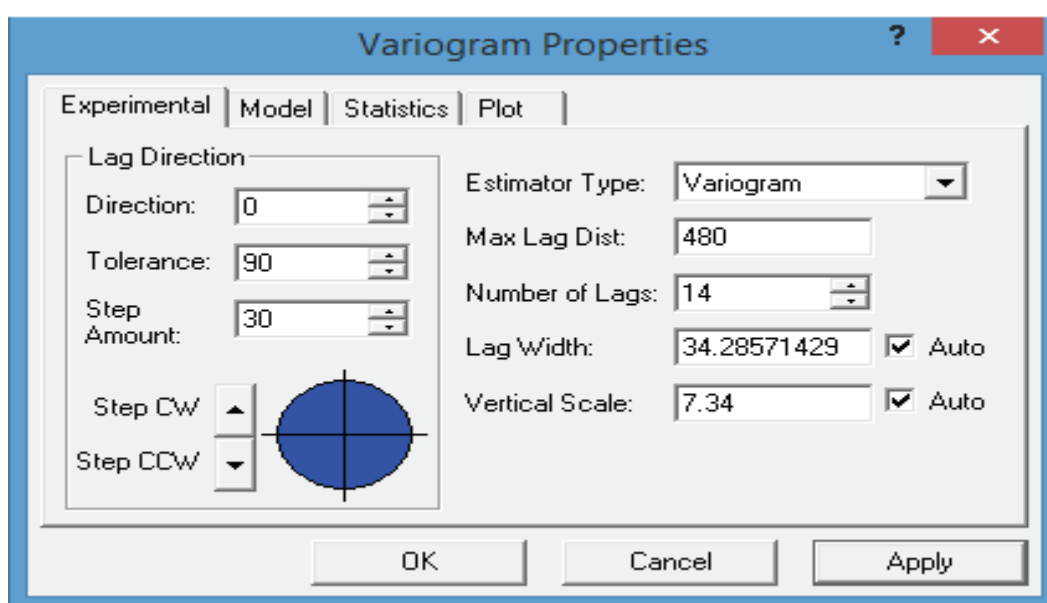 Variogram Properties ? ×
Experimental Model Statistics Plot
Lag Direction
Direction: 0
Tolerance: 90
Step
Amount: 30
Step CW
Step CCW
Estimator Type: Variogram
Max Lag Dist: 480
Number of Lags: 14
Lag Width: 34.28571429 Auto
Vertical Scale: 7.34 Auto
OK Cancel Apply